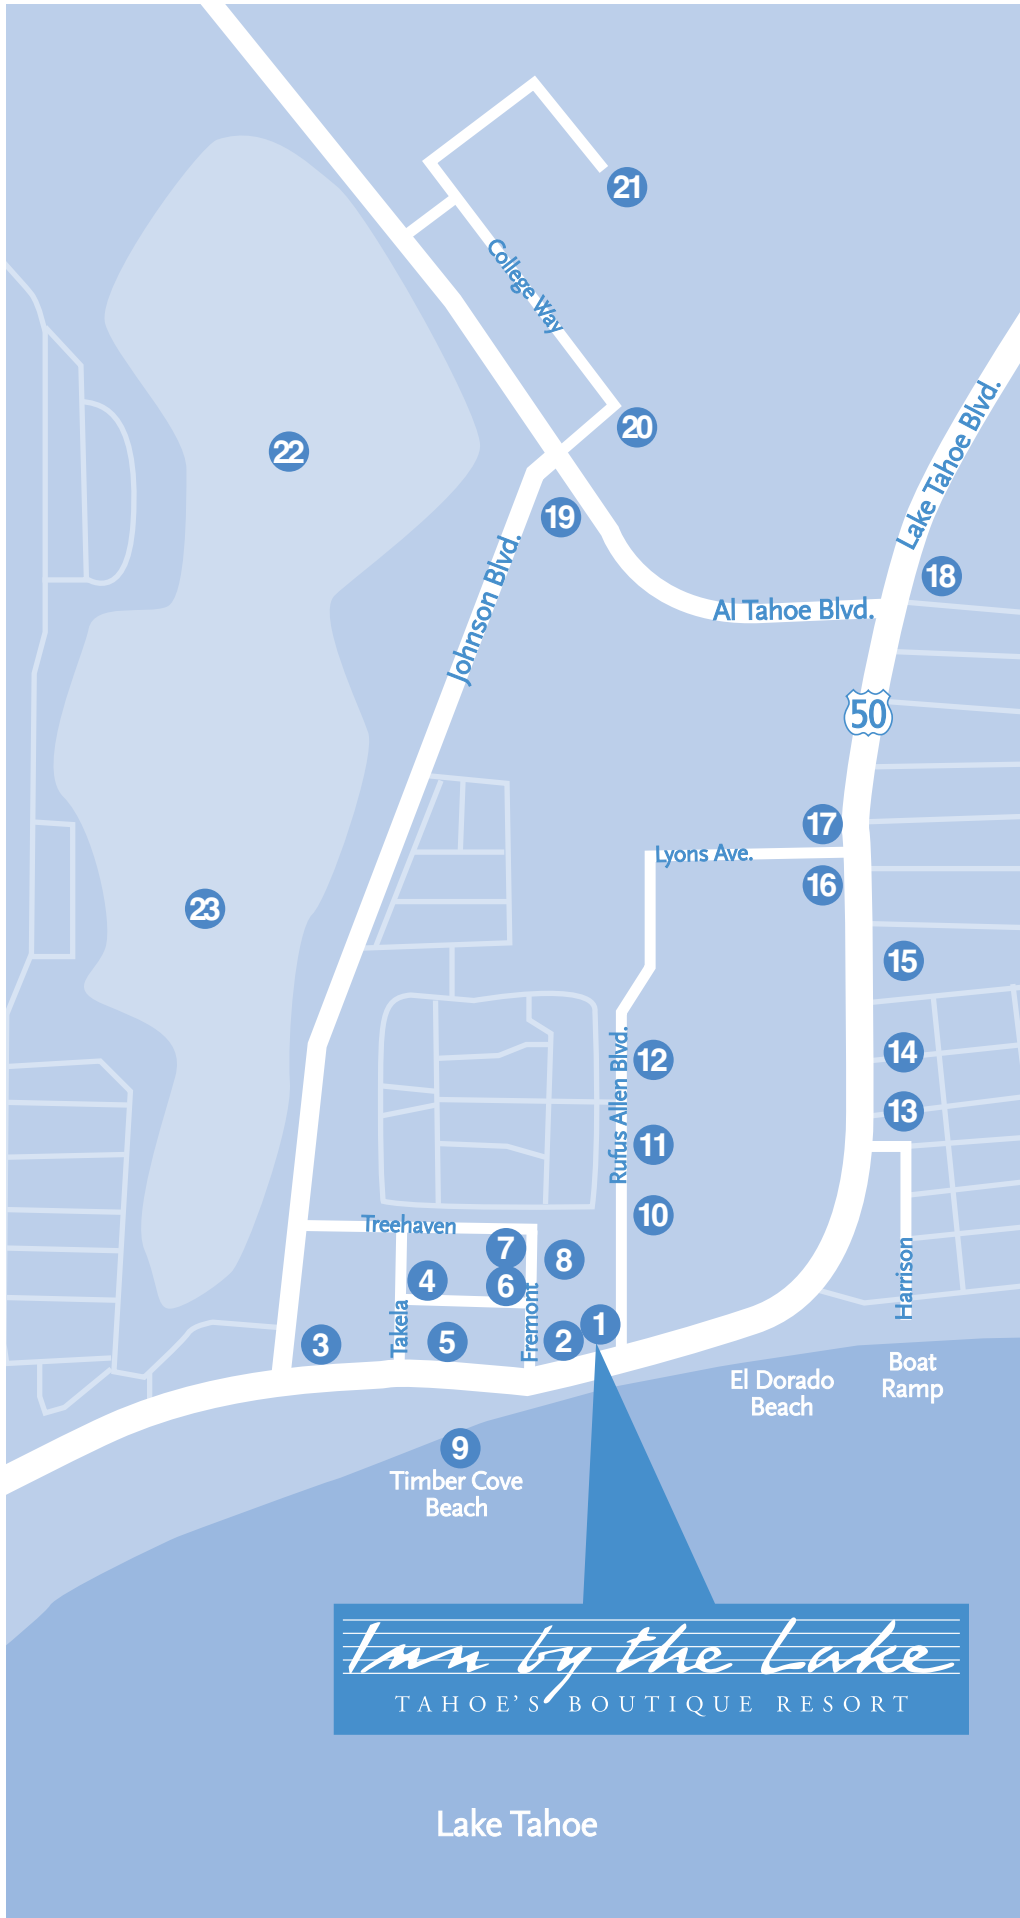 21
College Way
20
22
Lake Tahoe Blvd.
19
Johnson Blvd.
18
Al Tahoe Blvd.
50
17
Lyons Ave.
16
23
15
12
14
Rufus Allen Blvd.
13
11
10
Treehaven
7
8
4
6
Harrison
Takela
Fremont
1
3
5
2
El Dorado
Beach
Boat
Ramp
9
Timber Cove
Beach
Inn by the Lake
TAHOE'S BOUTIQUE RESORT
Lake Tahoe